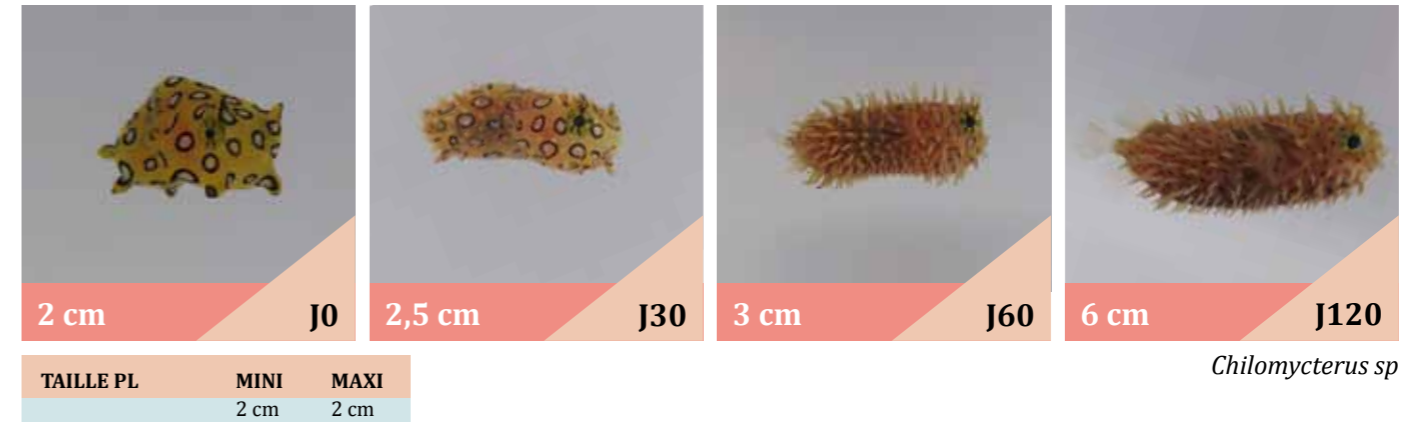 2 cm J0 2,5 cm J30 3 cm J60 6 cm J120
Chilomycterus sp
TAILLE PL MINI MAXI
2 cm 2 cm